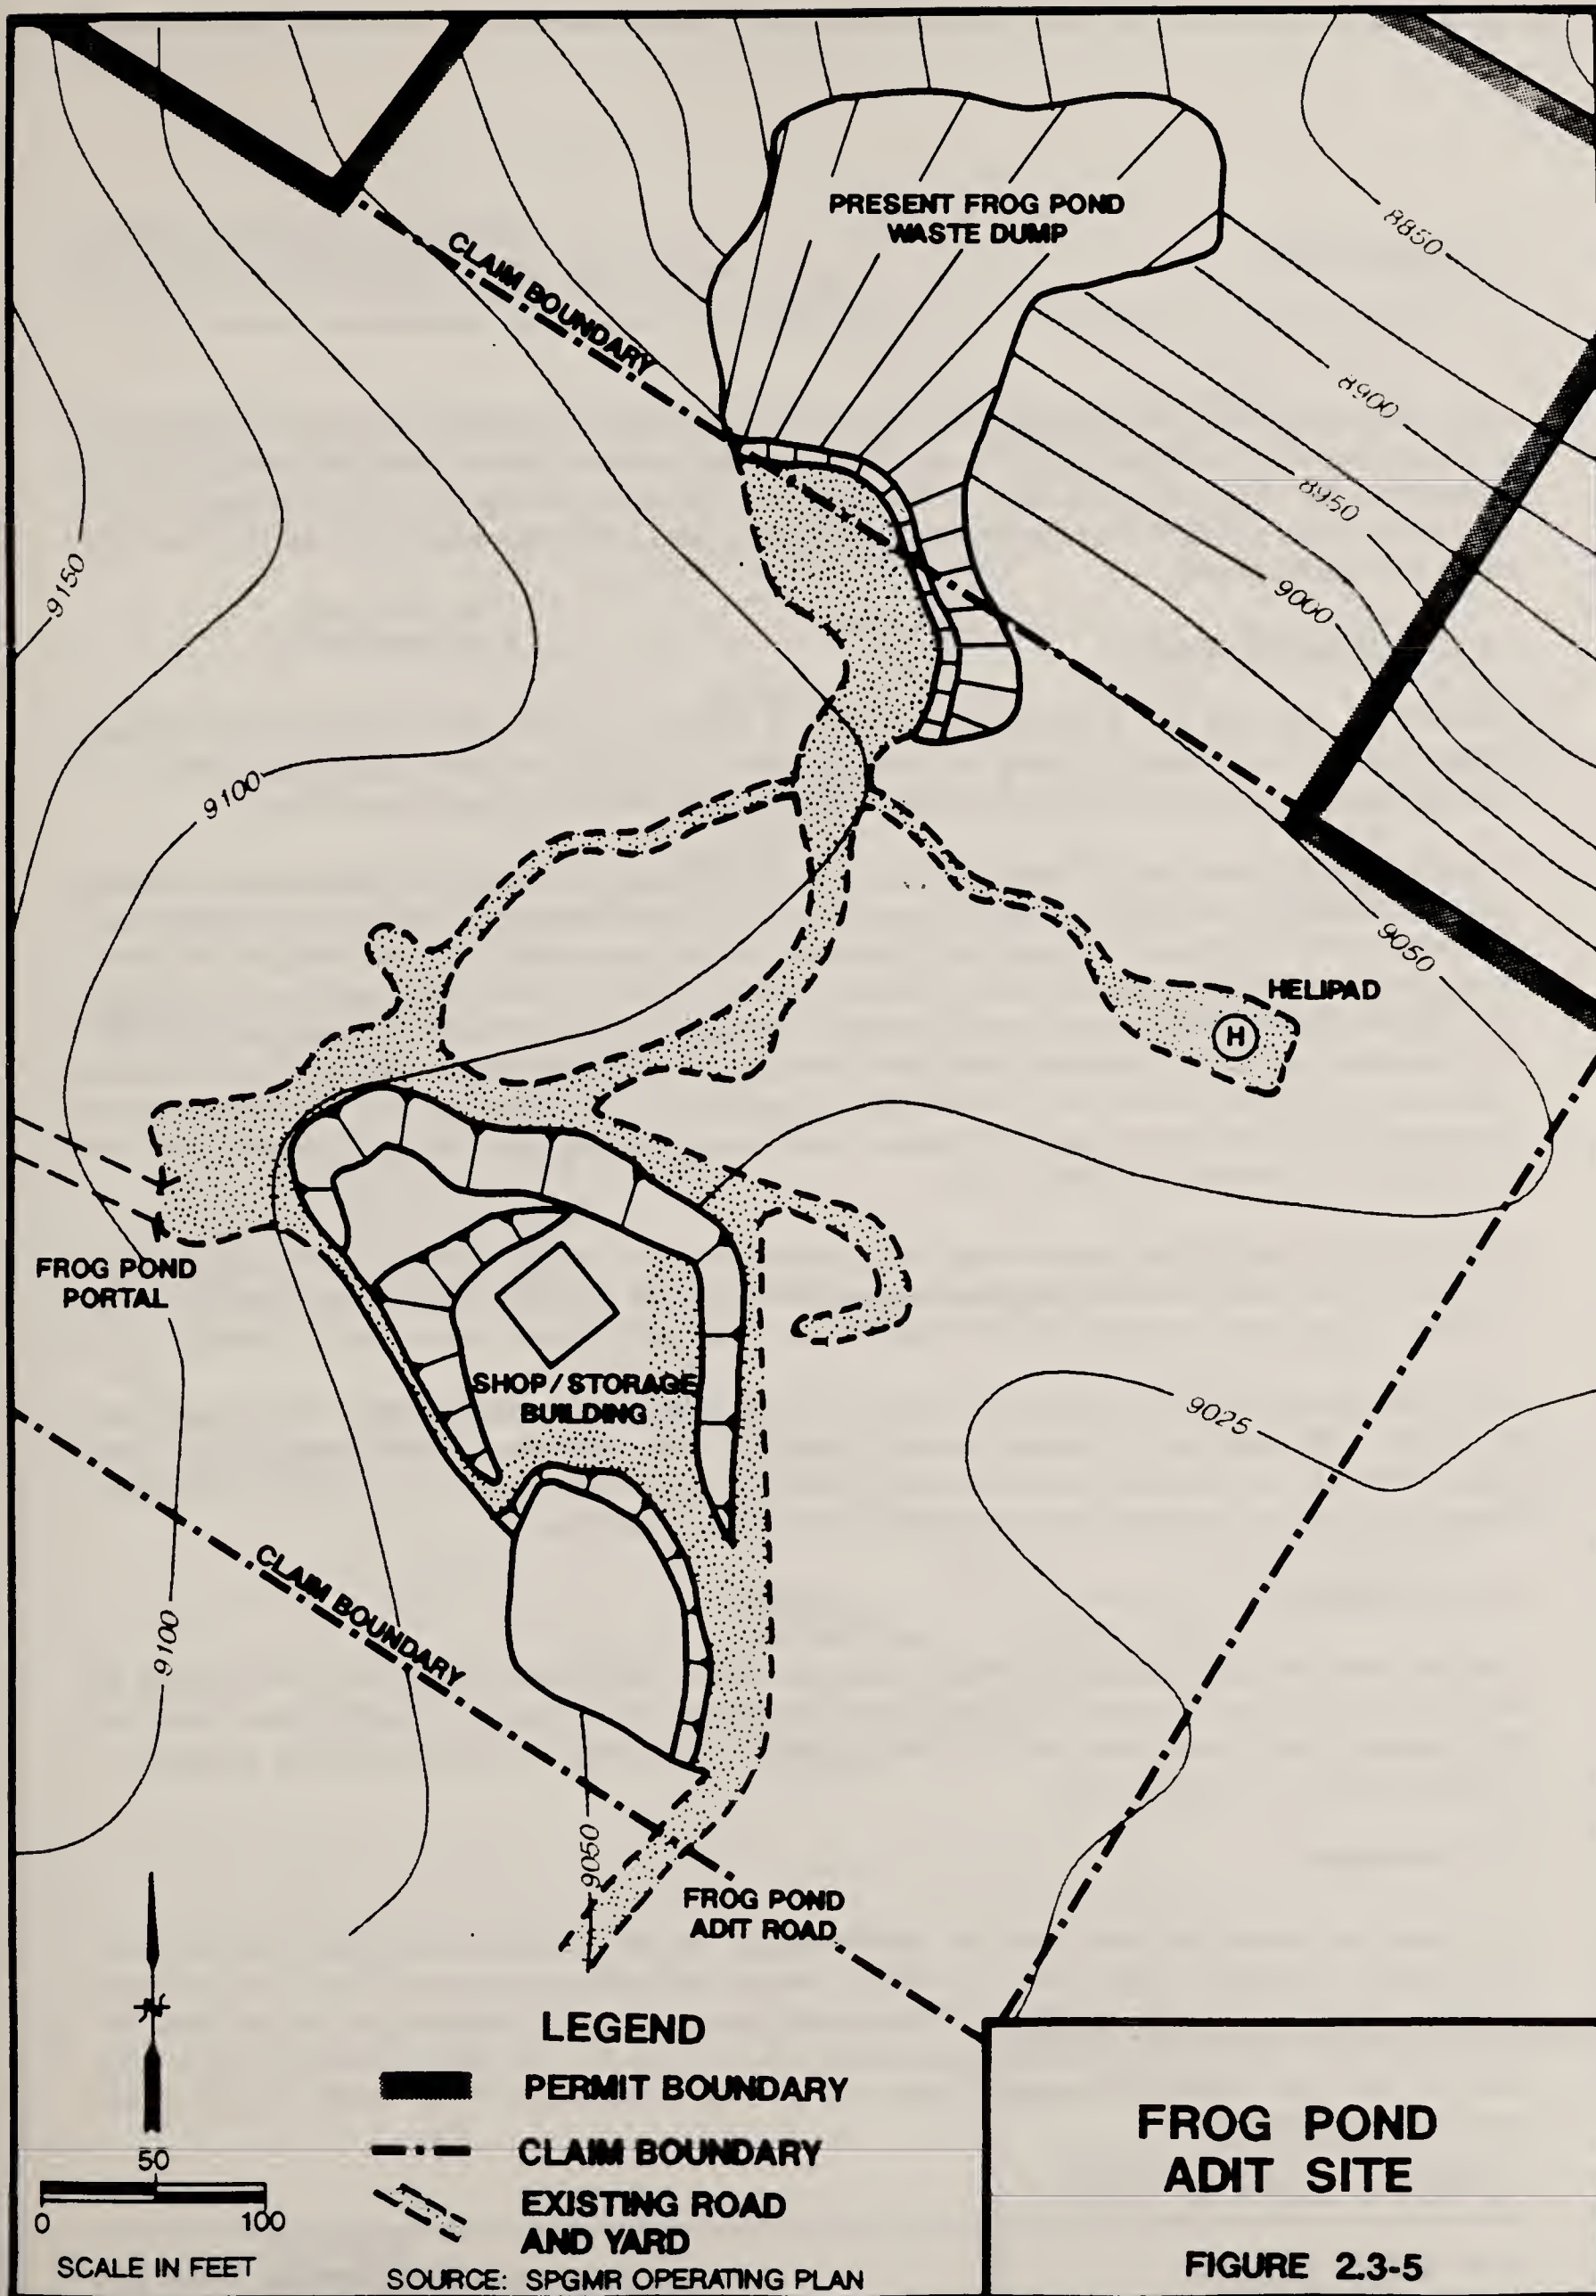 PRESENT FROG POND
WASTE DUMP
CLAIM BOUNDARY
8850
8900
8950
9000
9150
9100
9050
HELIPAD
H
FROG POND
PORTAL
SHOP/STORAGE
BUILDING
9025
CLAIM BOUNDARY
9100
9050
FROG POND
ADIT ROAD
N
LEGEND
PERMIT BOUNDARY
CLAIM BOUNDARY
EXISTING ROAD
AND YARD
50
0 100
SCALE IN FEET
SOURCE: SPGMR OPERATING PLAN
FROG POND
ADIT SITE
FIGURE 2.3-5